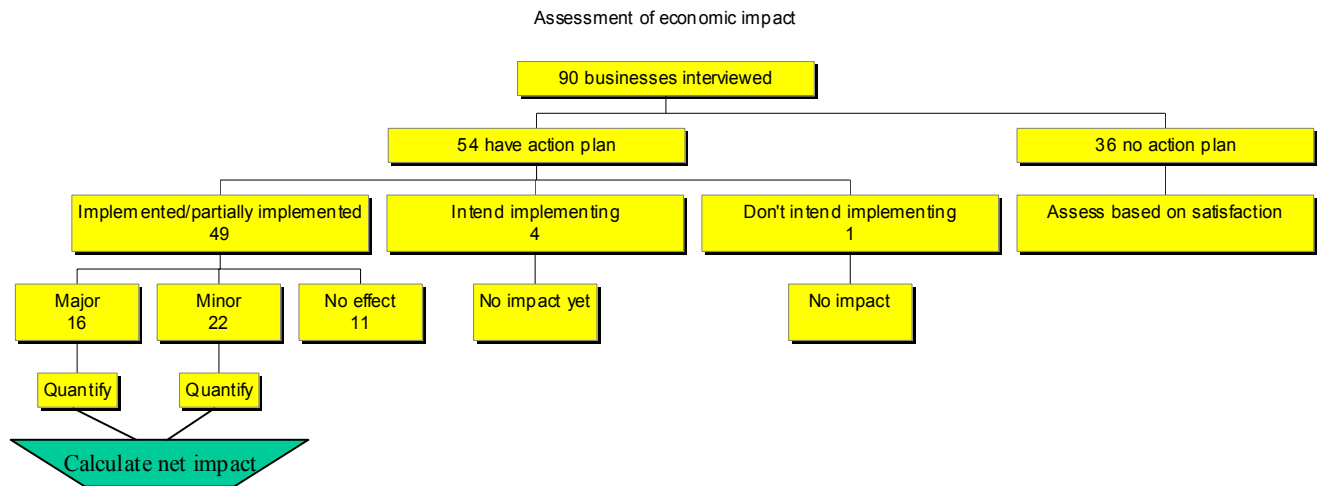 Assessment of economic impact
90 businesses interviewed
54 have action plan
36 no action plan
Implemented/partially implemented
49
Intend implementing
4
Don't intend implementing
1
Assess based on satisfaction
Major
16
Minor
22
No effect
11
No impact yet
No impact
Quantify
Quantify
Calculate net impact